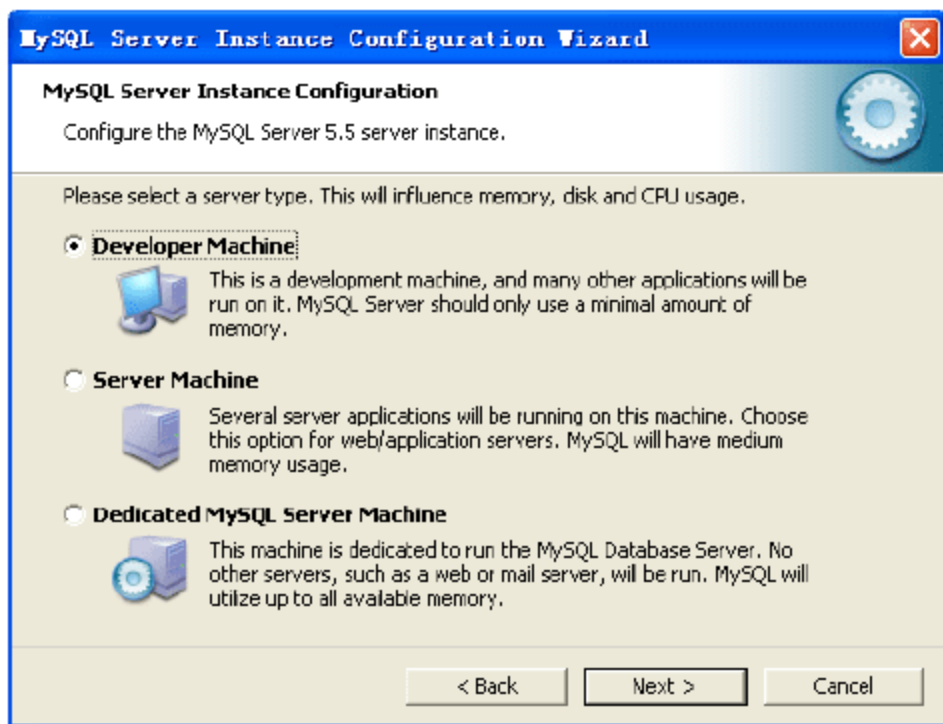 MySQL Server Instance Configuration Wizard
MySQL Server Instance Configuration
Configure the MySQL Server 5.5 server instance.
Please select a server type. This will influence memory, disk and CPU usage.
Developer Machine
This is a development machine, and many other applications will be
run on it. MySQL Server should only use a minimal amount of
memory.
Server Machine
Several server applications will be running on this machine. Choose
this option for web/application servers. MySQL will have medium
memory usage.
Dedicated MySQL Server Machine
This machine is dedicated to run the MySQL Database Server. No
other servers, such as a web or mail server, will be run. MySQL will
utilize up to all available memory.
< Back
Next >
Cancel